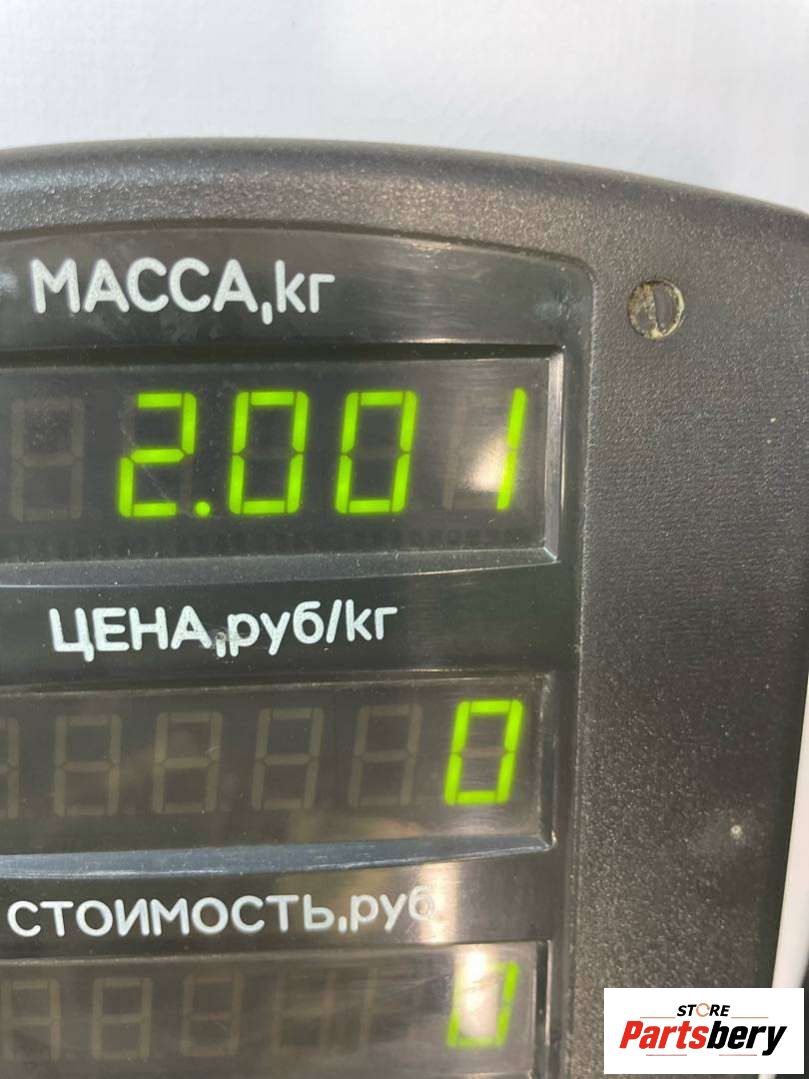 МАССА,кг
2.001
ЦЕНА,руб/кг
0
СТОИМОСТЬ,руб
0
STORE
Partsbery